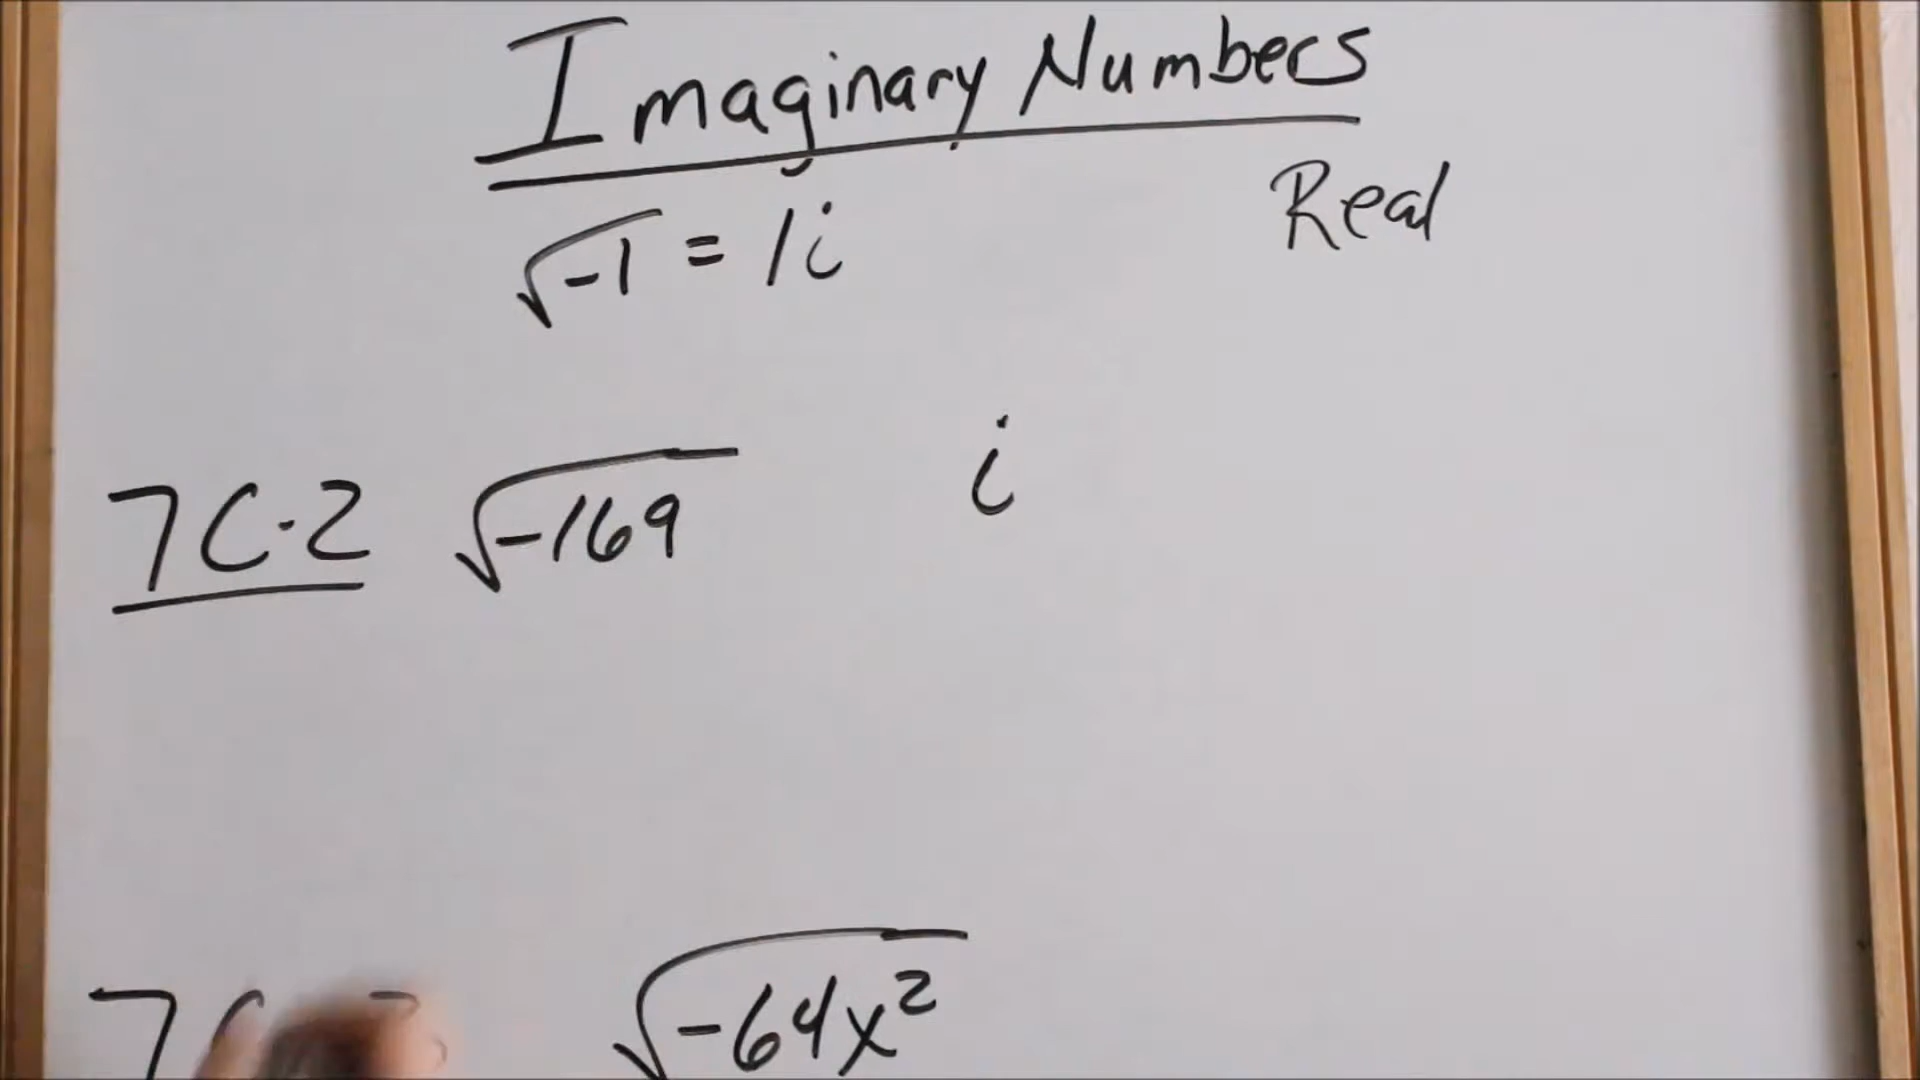 Imaginary Numbers
√-1 = 1i
Real
7C-2 √-169 i
√-64x²